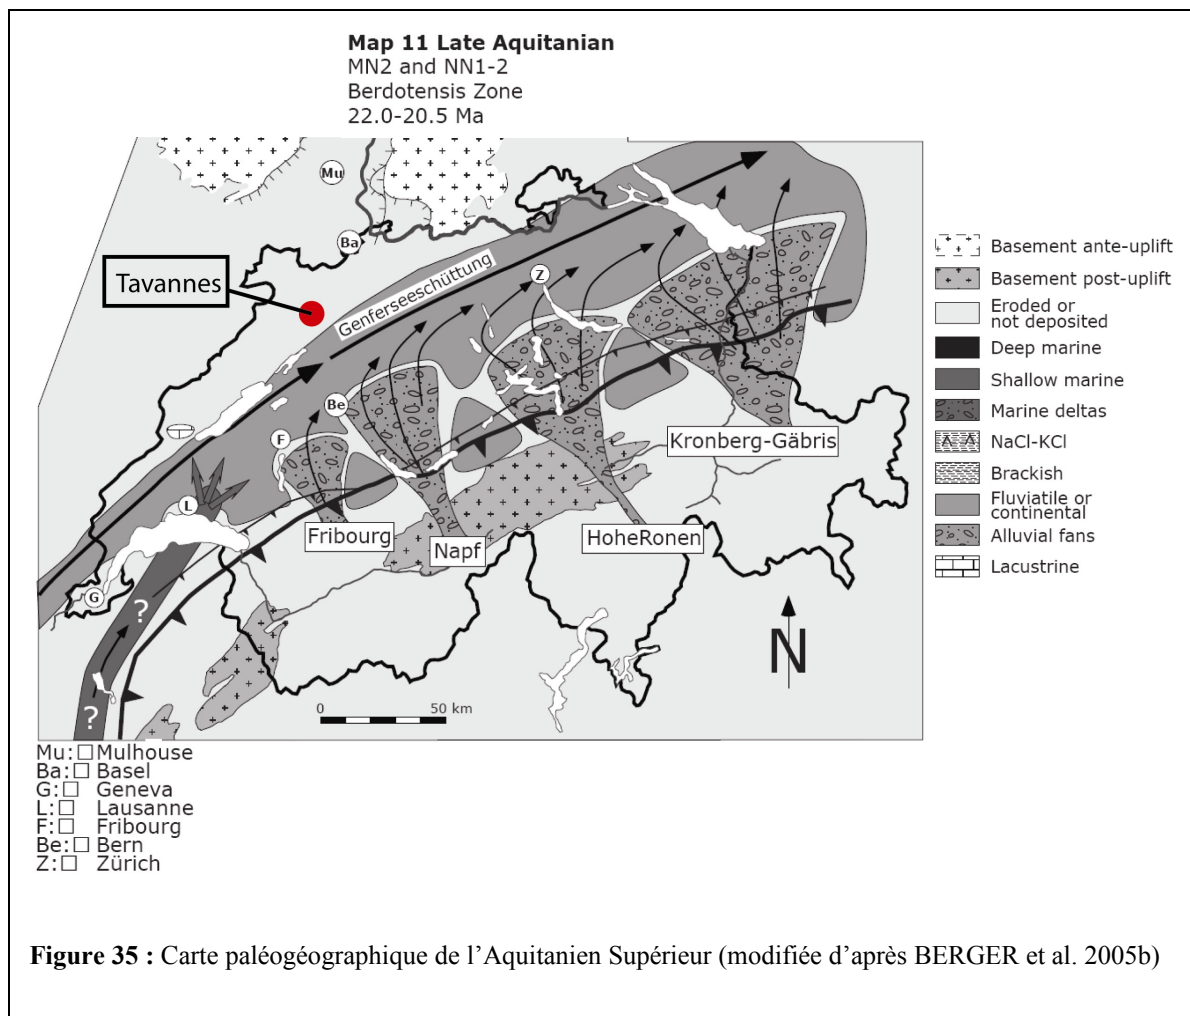 Map 11 Late Aquitanian
MN2 and NN1-2
Berdotensis Zone
22.0-20.5 Ma
Mu
Ba
Tavannes
Genferseeschüttung
Z
Be
F
L
G
?
?
Kronberg-Gäbris
Fribourg
Napf
HoheRonen
N
0 50 km
Basement ante-uplift
Basement post-uplift
Eroded or
not deposited
Deep marine
Shallow marine
Marine deltas
NaCl-KCl
Brackish
Fluviatile or
continental
Alluvial fans
Lacustrine
Mu:□ Mulhouse
Ba:□ Basel
G:□ Geneva
L:□ Lausanne
F:□ Fribourg
Be:□ Bern
Z:□ Zürich
Figure 35 : Carte paléogéographique de l’Aquitanien Supérieur (modifiée d’après BERGER et al. 2005b)